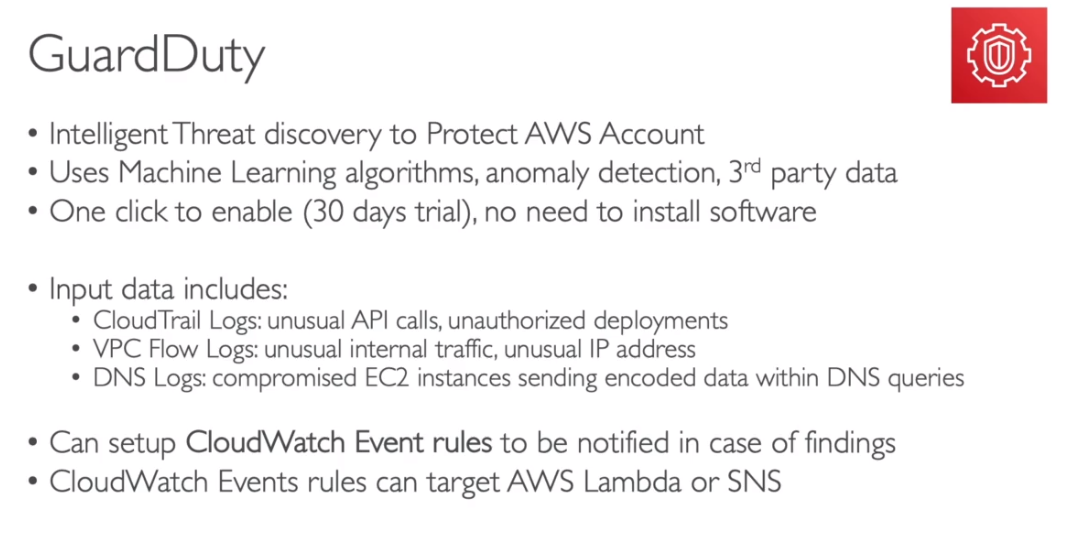 GuardDuty
• Intelligent Threat discovery to Protect AWS Account
• Uses Machine Learning algorithms, anomaly detection, 3rd party data
• One click to enable (30 days trial), no need to install software
• Input data includes:
• CloudTrail Logs: unusual API calls, unauthorized deployments
• VPC Flow Logs: unusual internal traffic, unusual IP address
• DNS Logs: compromised EC2 instances sending encoded data within DNS queries
• Can setup CloudWatch Event rules to be notified in case of findings
• CloudWatch Events rules can target AWS Lambda or SNS